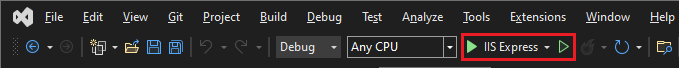 File Edit View Git Project Build Debug Test Analyze Tools Extensions Window Help
Debug Any CPU IIS Express